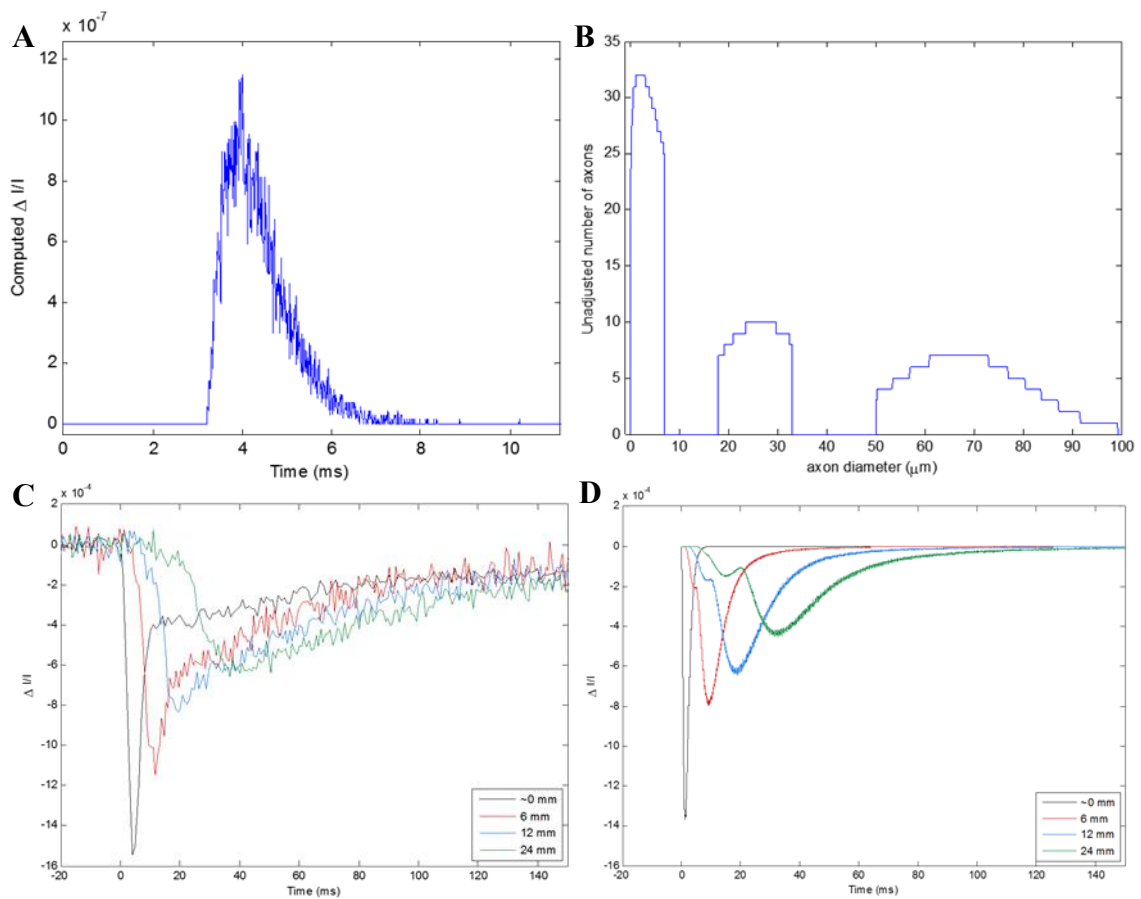 A
x 10⁻⁷
12
10
8
6
4
2
0
Computed Δ I/I
0 2 4 6 8 10
Time (ms)
B
35
30
25
20
15
10
5
0
Unadjusted number of axons
0 10 20 30 40 50 60 70 80 90 100
axon diameter (μm)
C
x 10⁻⁴
2
0
-2
-4
-6
-8
-10
-12
-14
-16
Δ I/I
-20 0 20 40 60 80 100 120 140
Time (ms)
~0 mm
6 mm
12 mm
24 mm
D
x 10⁻⁴
2
0
-2
-4
-6
-8
-10
-12
-14
-16
Δ I/I
-20 0 20 40 60 80 100 120 140
Time (ms)
~0 mm
6 mm
12 mm
24 mm